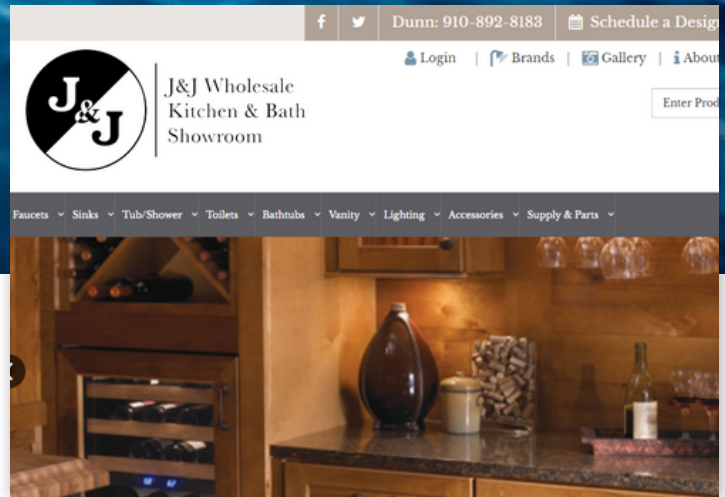 Dunn: 910-892-8183 Schedule a Desig
Login | Brands | Gallery | About
J&J
J&J Wholesale
Kitchen & Bath
Showroom
Enter Prod
Faucets Sinks Tub/Shower Toilets Bathtubs Vanity Lighting Accessories Supply & Parts